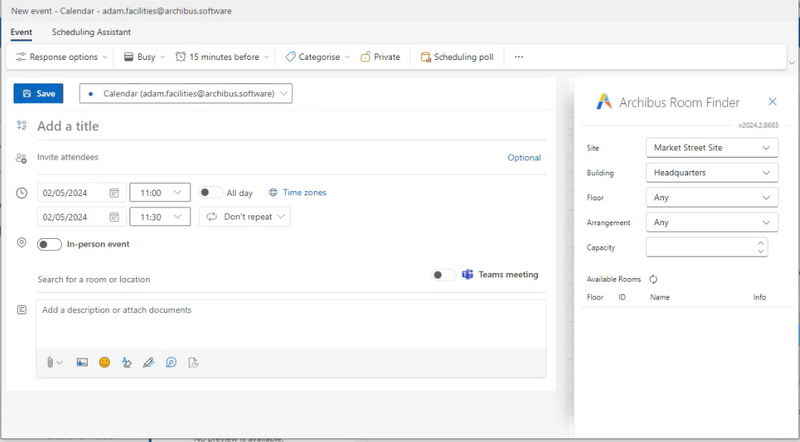 New event - Calendar - adam.facilities@archibus.software
Event Scheduling Assistant
Response options Busy 15 minutes before Categorise Private Scheduling poll ...
Save Calendar (adam.facilities@archibus.software)
Add a title
Invite attendees Optional
02/05/2024 11:00 All day Time zones
02/05/2024 11:30 Don't repeat
In-person event
Search for a room or location Teams meeting
Add a description or attach documents
Archibus Room Finder
v2024.2.8685
Site Market Street Site
Building Headquarters
Floor Any
Arrangement Any
Capacity
Available Rooms
Floor ID Name Info
No preview is available.